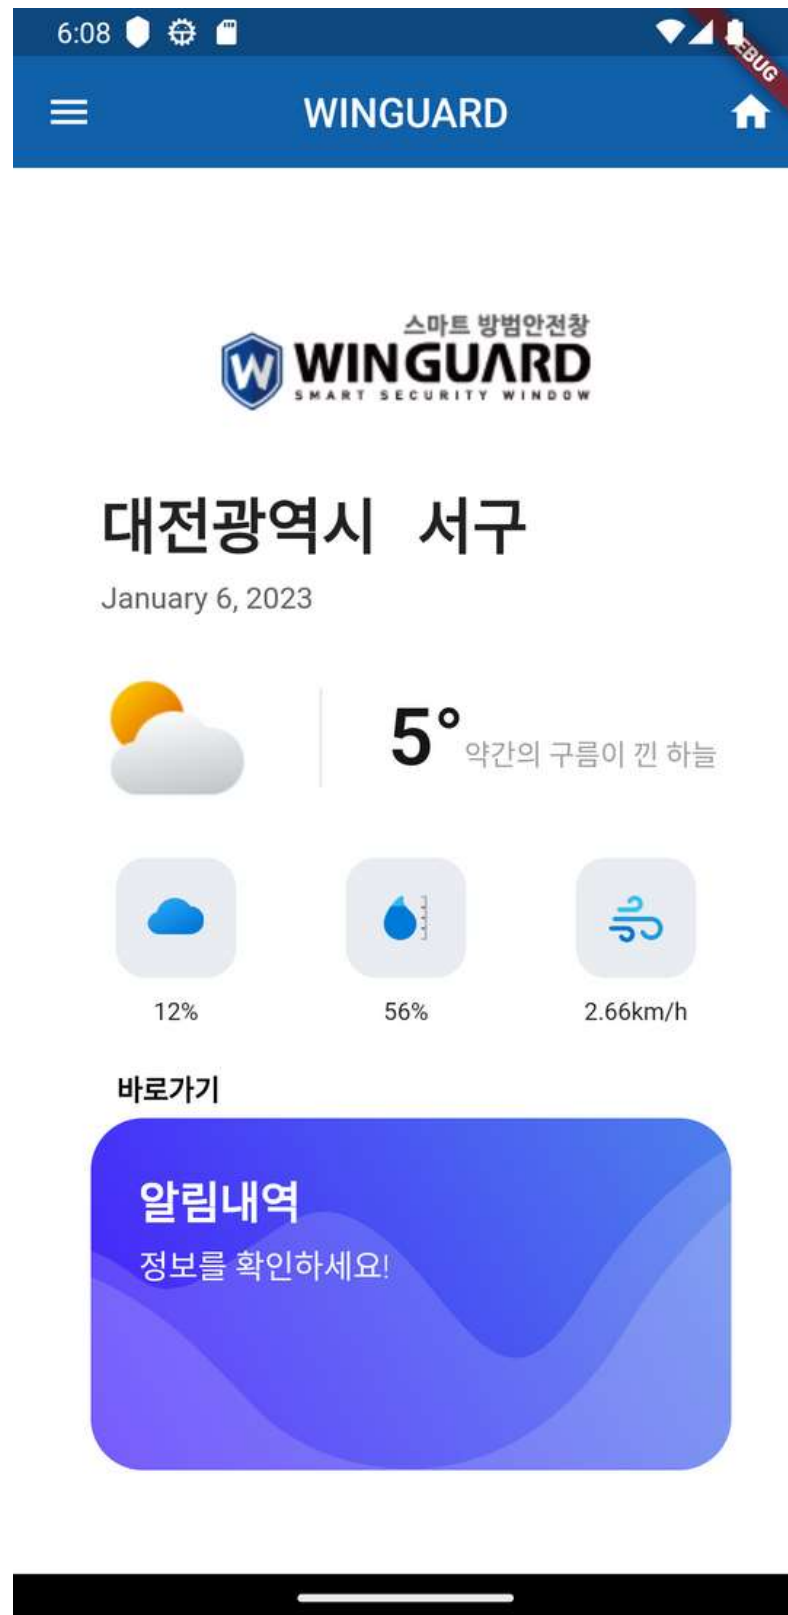 6:08
DEBUG
WINGUARD
스마트 방범안전창
W WINGUARD
SMART SECURITY WINDOW
대전광역시 서구
January 6, 2023
5° 약간의 구름이 낀 하늘
12% 56% 2.66km/h
바로가기
알림내역
정보를 확인하세요!